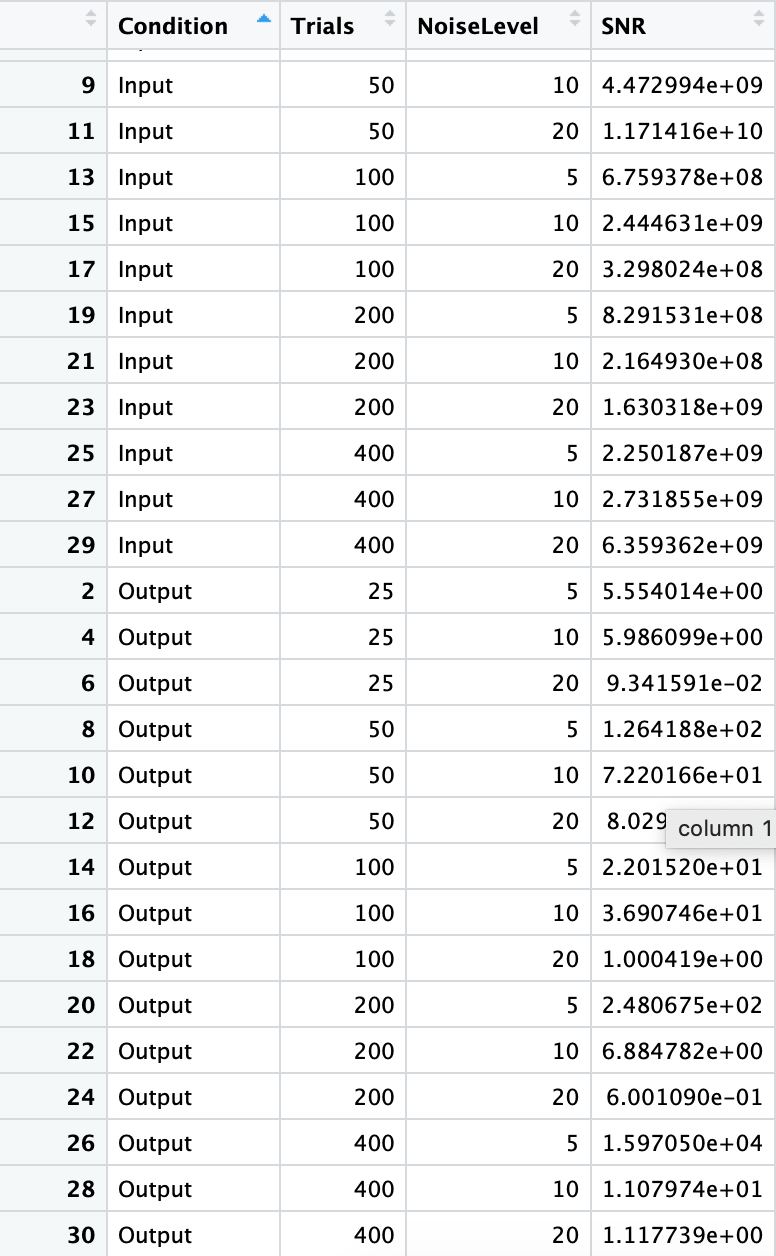 Condition Trials NoiseLevel SNR
9 Input 50 10 4.472994e+09
11 Input 50 20 1.171416e+10
13 Input 100 5 6.759378e+08
15 Input 100 10 2.444631e+09
17 Input 100 20 3.298024e+08
19 Input 200 5 8.291531e+08
21 Input 200 10 2.164930e+08
23 Input 200 20 1.630318e+09
25 Input 400 5 2.250187e+09
27 Input 400 10 2.731855e+09
29 Input 400 20 6.359362e+09
2 Output 25 5 5.554014e+00
4 Output 25 10 5.986099e+00
6 Output 25 20 9.341591e-02
8 Output 50 5 1.264188e+02
10 Output 50 10 7.220166e+01
12 Output 50 20 8.029 column 1
14 Output 100 5 2.201520e+01
16 Output 100 10 3.690746e+01
18 Output 100 20 1.000419e+00
20 Output 200 5 2.480675e+02
22 Output 200 10 6.884782e+00
24 Output 200 20 6.001090e-01
26 Output 400 5 1.597050e+04
28 Output 400 10 1.107974e+01
30 Output 400 20 1.117739e+00